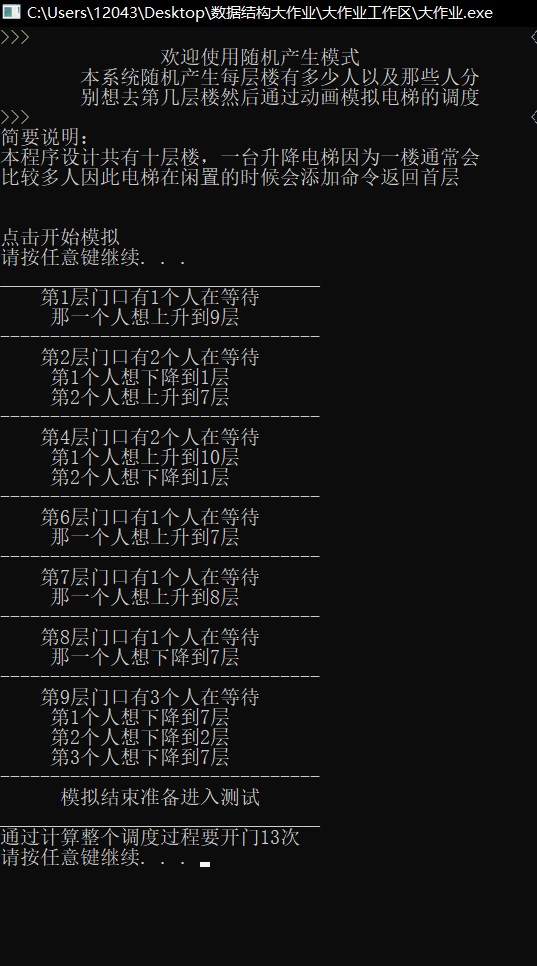 C:\Users\12043\Desktop\数据结构大作业\大作业工作区\大作业.exe
>>>
欢迎使用随机产生模式
本系统随机产生每层楼有多少人以及那些人分
别想去第几层楼然后通过动画模拟电梯的调度
>>>
简要说明:
本程序设计共有十层楼，一台升降电梯因为一楼通常会
比较多人因此电梯在闲置的时候会添加命令返回首层
点击开始模拟
请按任意键继续. . .
第1层门口有1个人在等待
那一个人想上升到9层
--------------------------------
第2层门口有2个人在等待
第1个人想下降到1层
第2个人想上升到7层
--------------------------------
第4层门口有2个人在等待
第1个人想上升到10层
第2个人想下降到1层
--------------------------------
第6层门口有1个人在等待
那一个人想上升到7层
--------------------------------
第7层门口有1个人在等待
那一个人想上升到8层
--------------------------------
第8层门口有1个人在等待
那一个人想下降到7层
--------------------------------
第9层门口有3个人在等待
第1个人想下降到7层
第2个人想下降到2层
第3个人想下降到7层
--------------------------------
模拟结束准备进入测试
通过计算整个调度过程要开门13次
请按任意键继续. . .